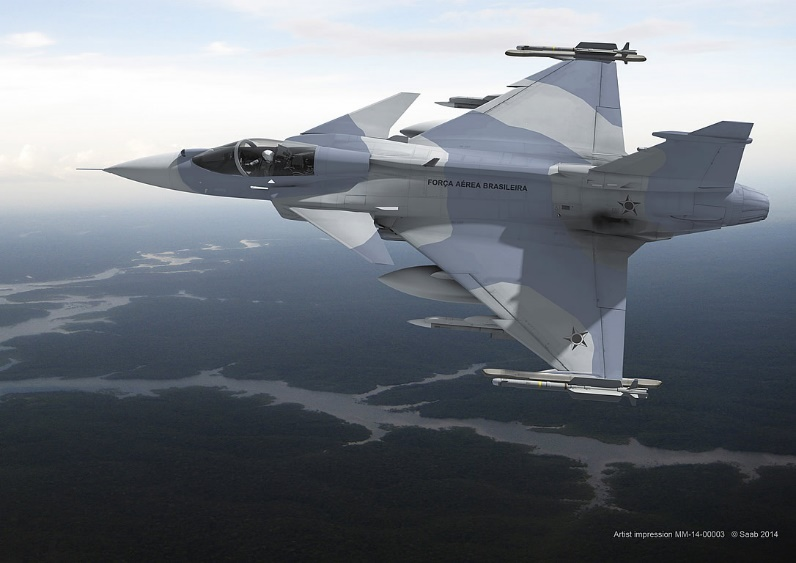 FORÇA AÉREA BRASILEIRA
Artist impression MM-14-00003 © Saab 2014